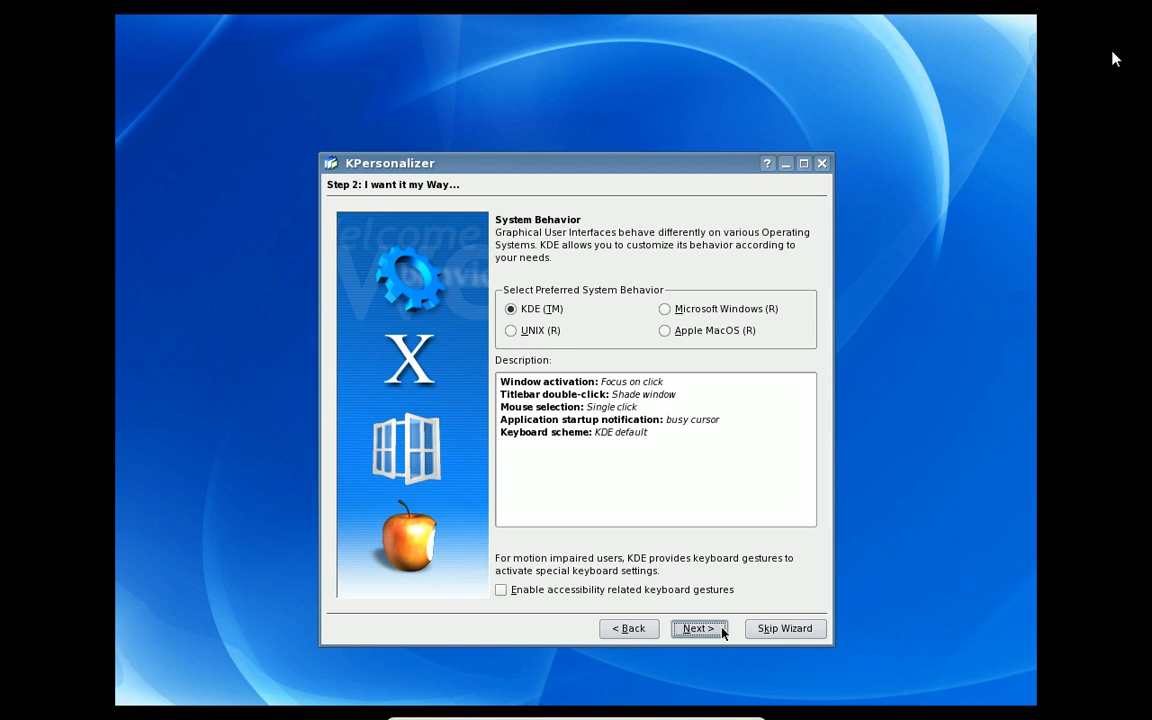 KPersonalizer
?
Step 2: I want it my Way...
System Behavior
Graphical User Interfaces behave differently on various Operating
Systems. KDE allows you to customize its behavior according to
your needs.
Select Preferred System Behavior
KDE (TM)
Microsoft Windows (R)
UNIX (R)
Apple MacOS (R)
Description:
Window activation: Focus on click
Titlebar double-click: Shade window
Mouse selection: Single click
Application startup notification: busy cursor
Keyboard scheme: KDE default
X
For motion impaired users, KDE provides keyboard gestures to
activate special keyboard settings.
Enable accessibility related keyboard gestures
< Back
Next >
Skip Wizard